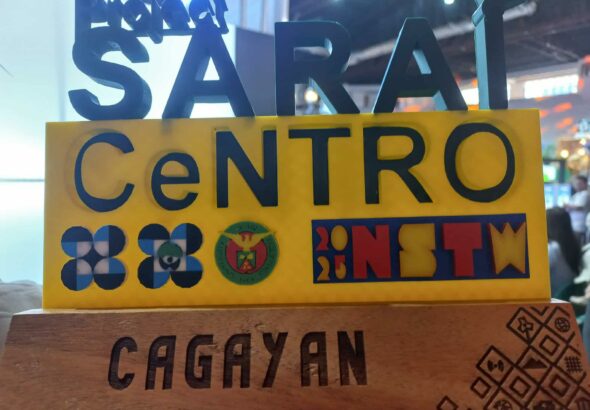 SARAi
CeNTRO
20
25 NSTW
CAGAYAN